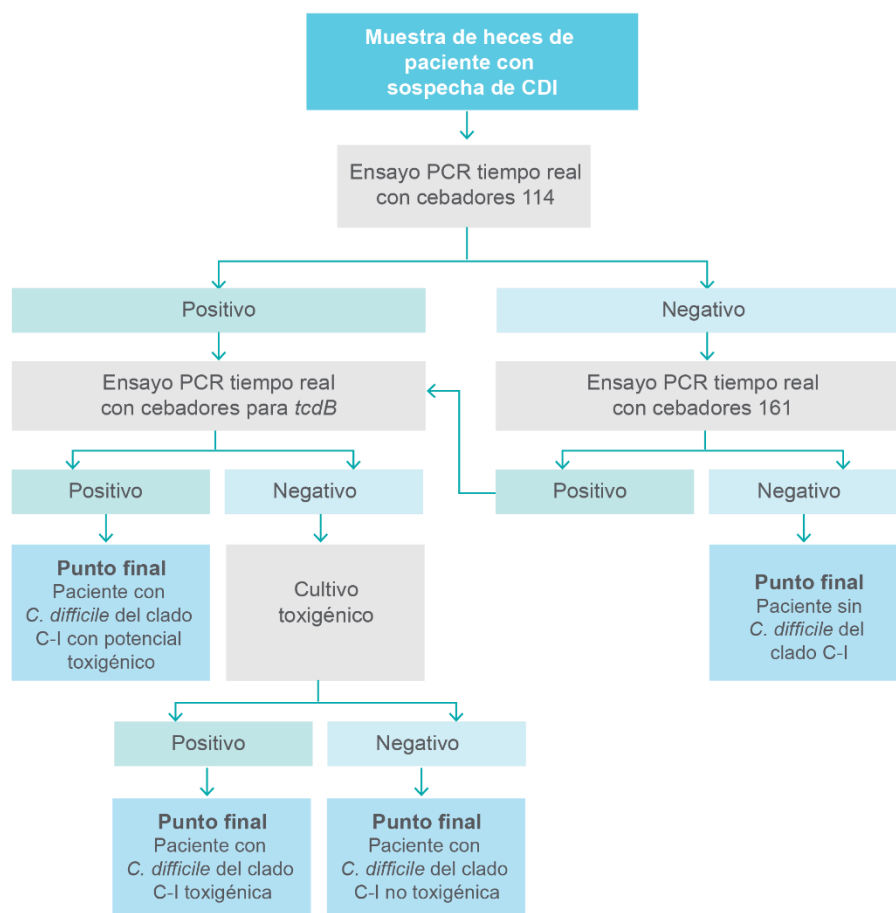 Muestra de heces de
paciente con
sospecha de CDI
Ensayo PCR tiempo real
con cebadores 114
Positivo
Negativo
Ensayo PCR tiempo real
con cebadores para tcdB
Ensayo PCR tiempo real
con cebadores 161
Positivo
Negativo
Positivo
Negativo
Punto final
Paciente con
C. difficile del clado
C-I con potencial
toxigénico
Cultivo
toxigénico
Punto final
Paciente sin
C. difficile del
clado C-I
Positivo
Negativo
Punto final
Paciente con
C. difficile del clado
C-I toxigénica
Punto final
Paciente con
C. difficile del clado
C-I no toxigénica